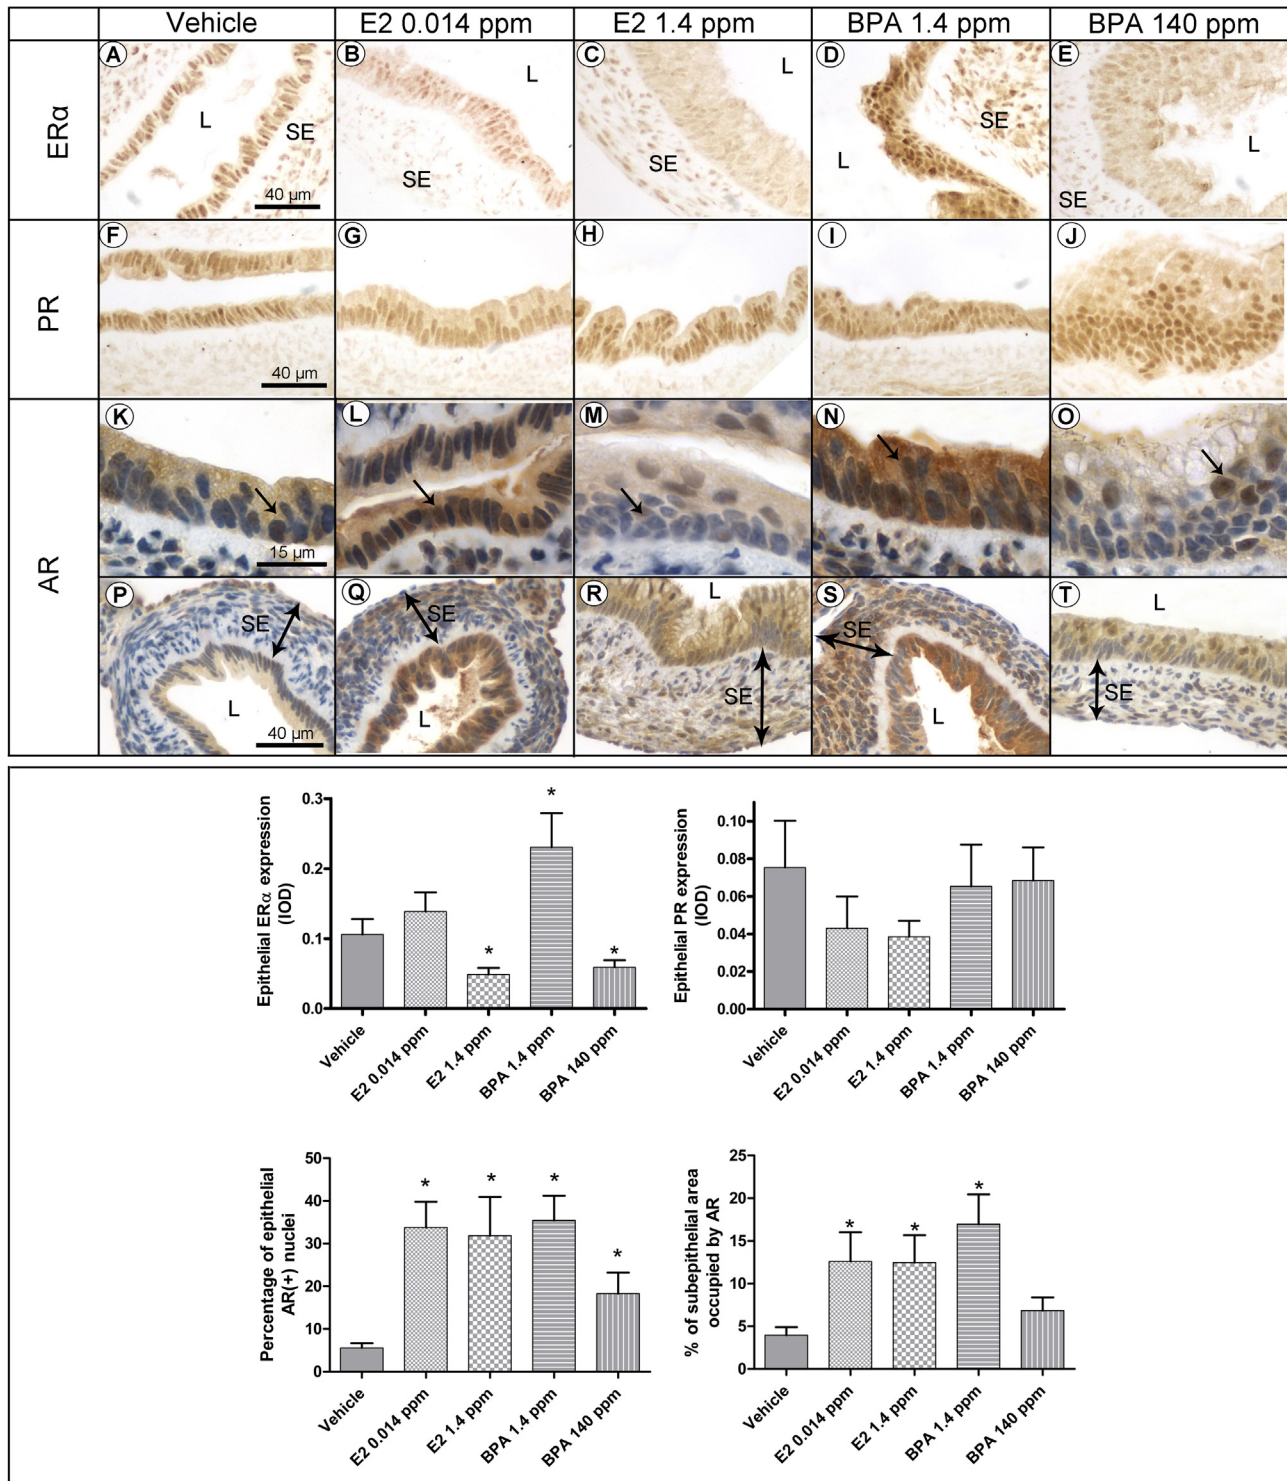 Vehicle E2 0.014 ppm E2 1.4 ppm BPA 1.4 ppm BPA 140 ppm
ERα
A B C D E
L L L L L
SE SE SE SE SE
40 µm
PR
F G H I J
40 µm
AR
K L M N O
15 µm
P Q R S T
SE SE SE SE SE
L L L L L
40 µm
Epithelial ERα expression
(IOD)
0.3
0.2
0.1
0.0
* * *
Vehicle
E2 0.014 ppm
E2 1.4 ppm
BPA 1.4 ppm
BPA 140 ppm
Epithelial PR expression
(IOD)
0.10
0.08
0.06
0.04
0.02
0.00
Vehicle
E2 0.014 ppm
E2 1.4 ppm
BPA 1.4 ppm
BPA 140 ppm
Percentage of epithelial
AR(+) nuclei
50
40
30
20
10
0
* * * *
Vehicle
E2 0.014 ppm
E2 1.4 ppm
BPA 1.4 ppm
BPA 140 ppm
% of subepithelial area
occupied by AR
25
20
15
10
5
0
* * *
Vehicle
E2 0.014 ppm
E2 1.4 ppm
BPA 1.4 ppm
BPA 140 ppm